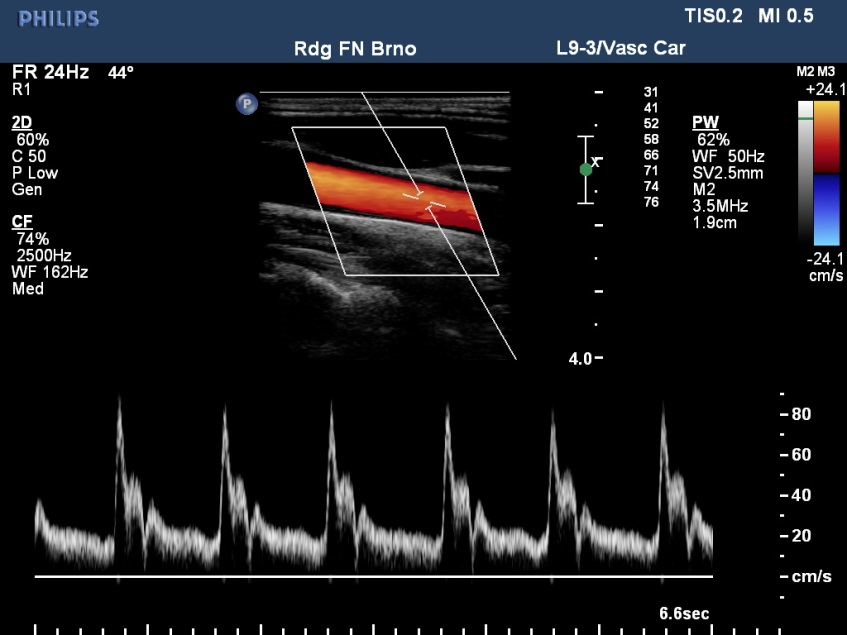 PHILIPS
TIS0.2 MI 0.5
Rdg FN Brno
L9-3/Vasc Car
FR 24Hz 44°
R1
2D
60%
C 50
P Low
Gen
CF
74%
2500Hz
WF 162Hz
Med
P
31
41
52
58
66
71
74
76
X
4.0
PW
62%
WF 50Hz
SV2.5mm
M2
3.5MHz
1.9cm
M2 M3
+24.1
-24.1
cm/s
80
60
40
20
cm/s
6.6sec